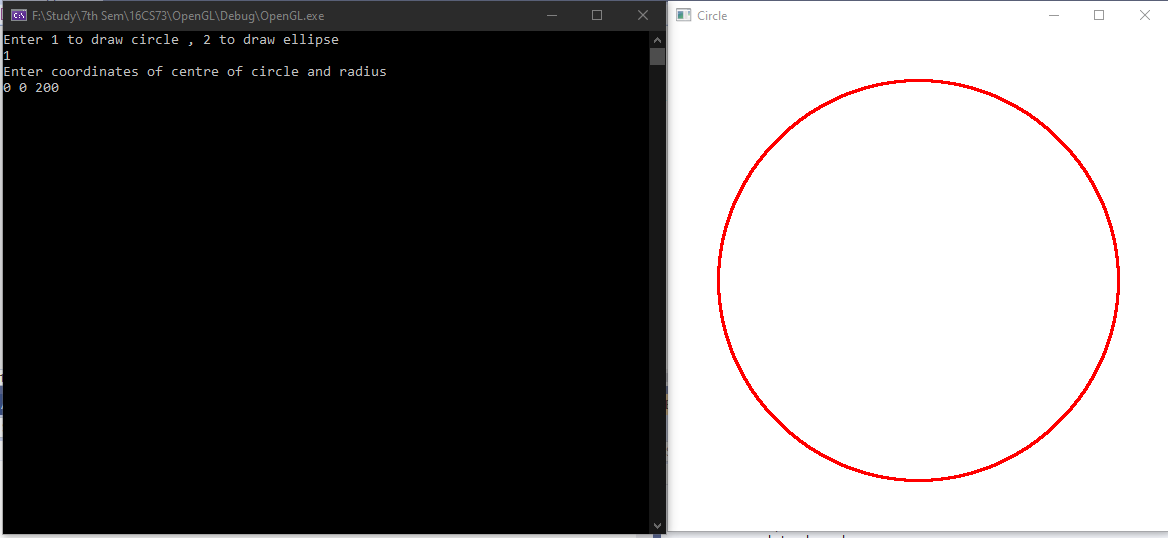 F:\Study\7th Sem\16CS73\OpenGL\Debug\OpenGL.exe
Enter 1 to draw circle , 2 to draw ellipse
1
Enter coordinates of centre of circle and radius
0 0 200
Circle